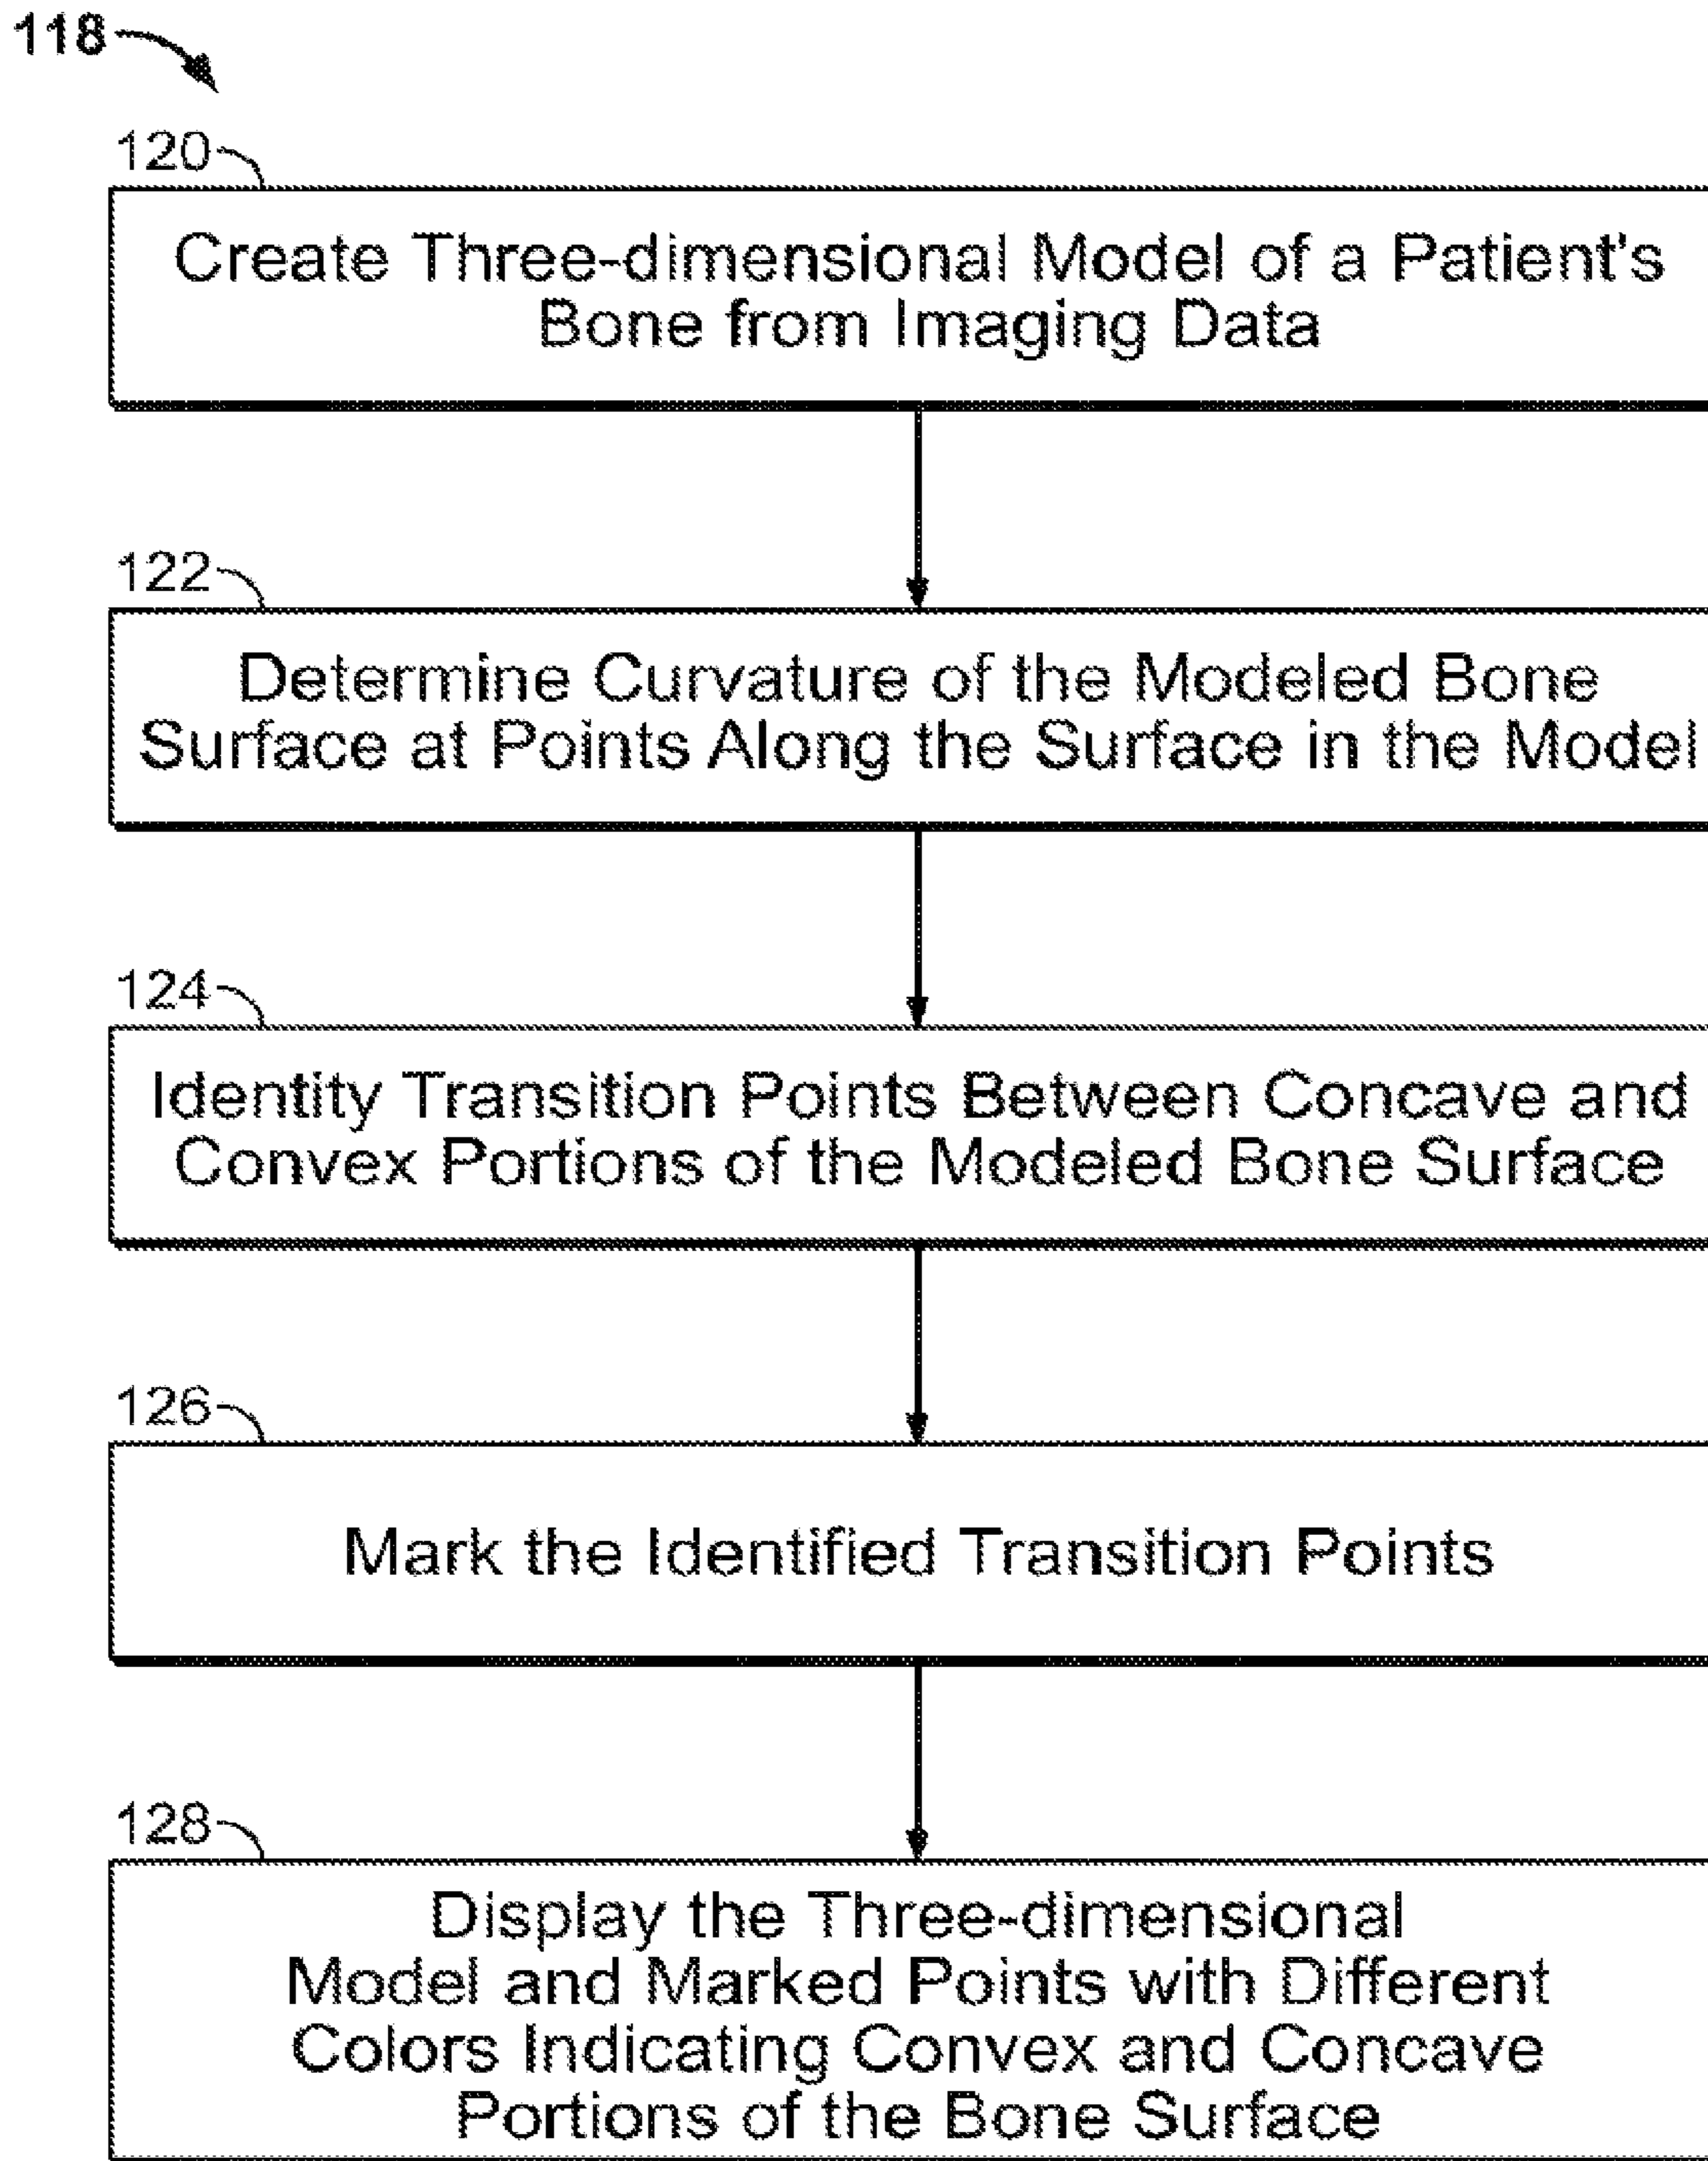 118
120
Create Three-dimensional Model of a Patient's
Bone from Imaging Data
122
Determine Curvature of the Modeled Bone
Surface at Points Along the Surface in the Model
124
Identity Transition Points Between Concave and
Convex Portions of the Modeled Bone Surface
126
Mark the Identified Transition Points
128
Display the Three-dimensional
Model and Marked Points with Different
Colors Indicating Convex and Concave
Portions of the Bone Surface